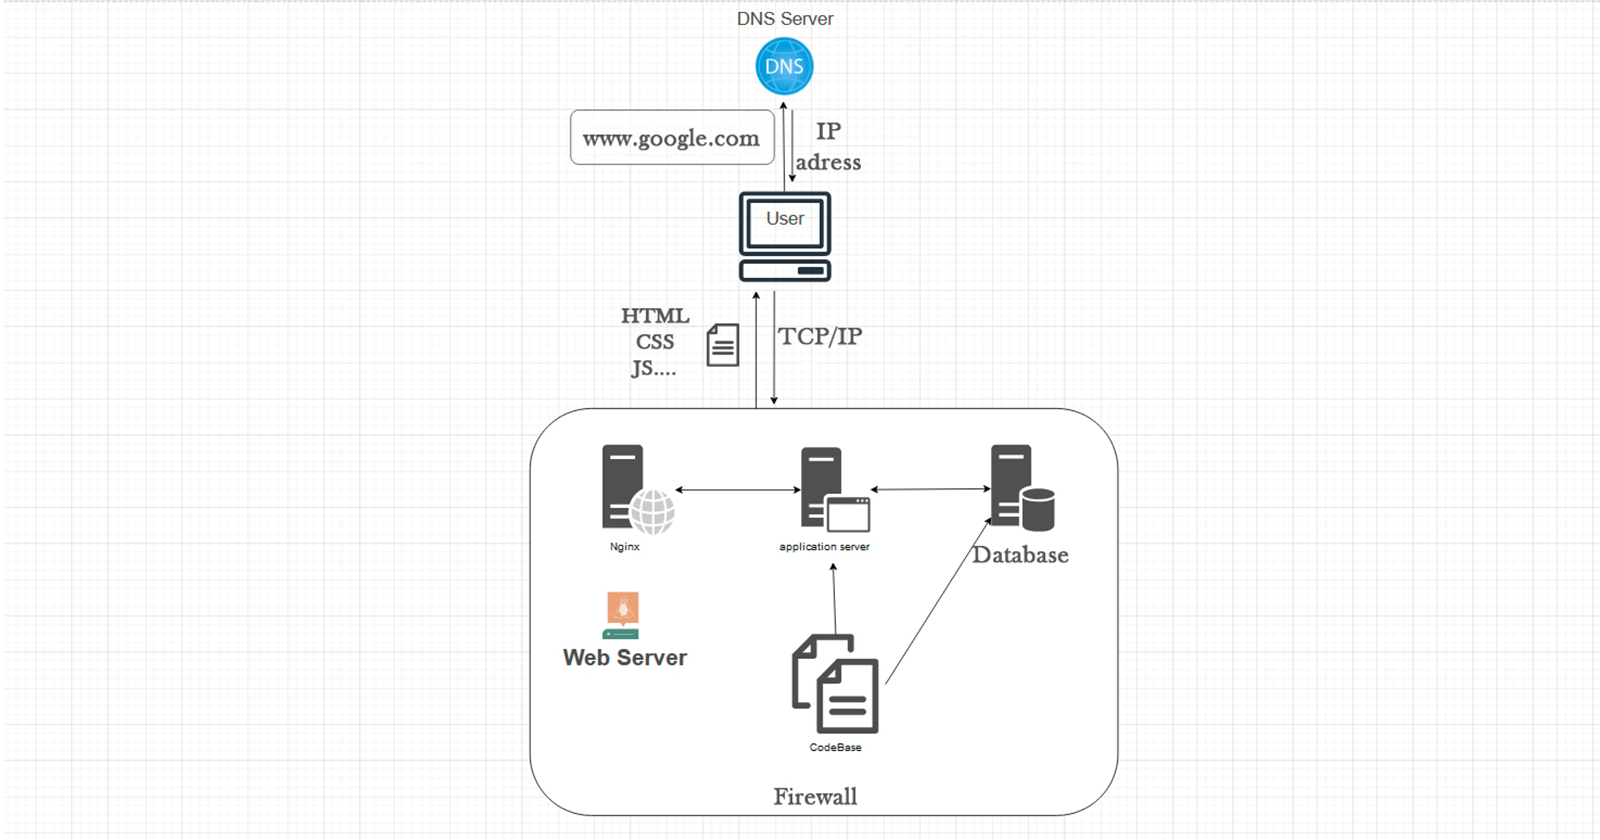 DNS Server
DNS
www.google.com
IP
adress
User
HTML
CSS
JS....
TCP/IP
Nginx
application server
Database
Web Server
CodeBase
Firewall